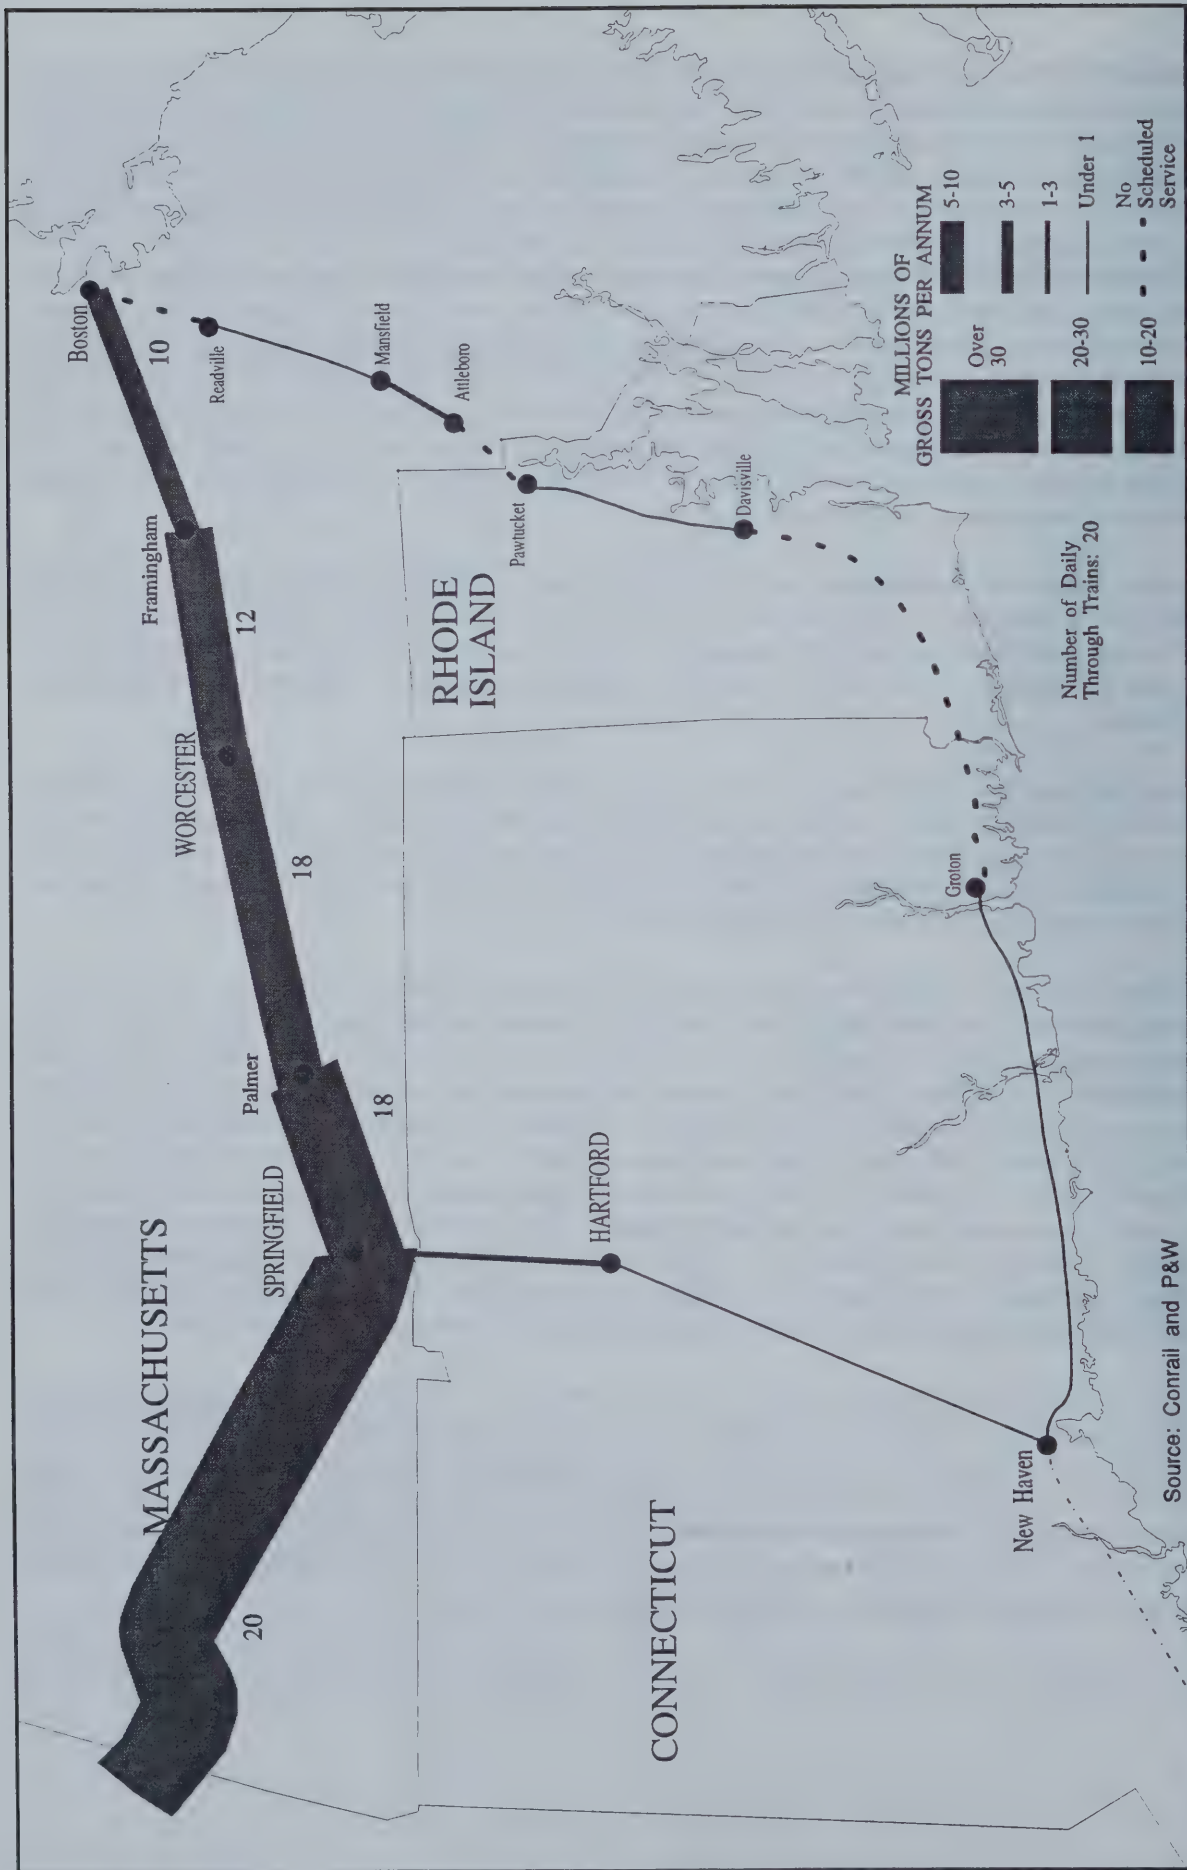 MASSACHUSETTS
Boston
10
Readville
Framingham
Mansfield
12
Attleboro
WORCESTER
18
Palmer
18
SPRINGFIELD
20
RHODE
ISLAND
Pawtucket
Davisville
HARTFORD
CONNECTICUT
Groton
New Haven
Number of Daily
Through Trains: 20
MILLIONS OF
GROSS TONS PER ANNUM
Over
30
20-30
10-20
5-10
3-5
1-3
Under 1
No
Scheduled
Service
Source: Conrail and P&W